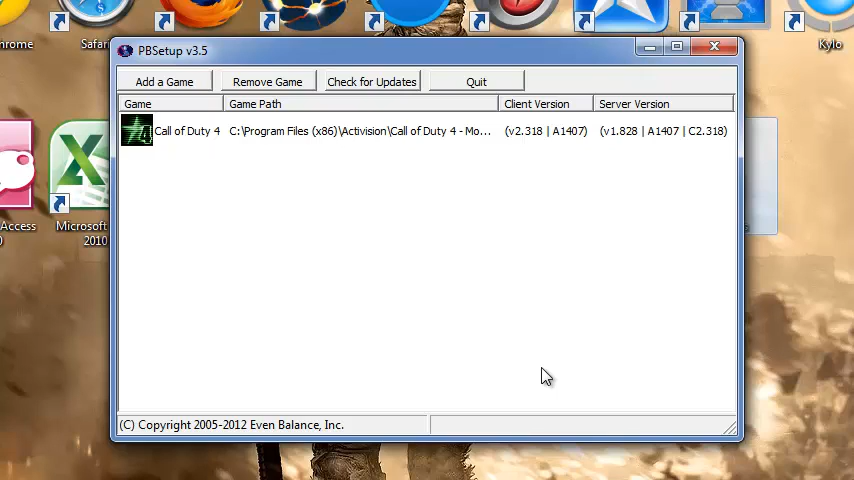 hrome
Safari
Kylo
PBSetup v3.5
Add a Game
Remove Game
Check for Updates
Quit
Game
Game Path
Client Version
Server Version
Call of Duty 4
C:\Program Files (x86)\Activision\Call of Duty 4 - Mo...
(v2.318 | A1407)
(v1.828 | A1407 | C2.318)
Access
Microsoft
2010
(C) Copyright 2005-2012 Even Balance, Inc.